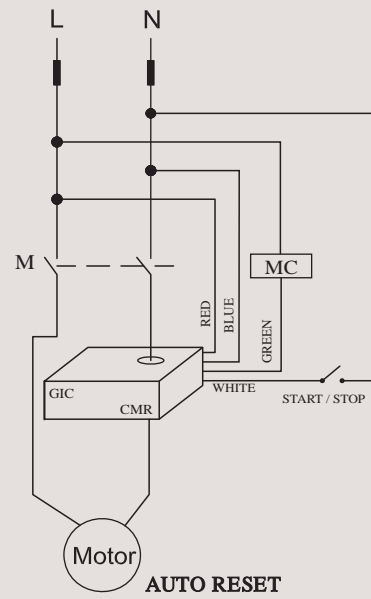 L N
M
MC
RED
BLUE
GREEN
WHITE
GIC
CMR
START / STOP
Motor
AUTO RESET